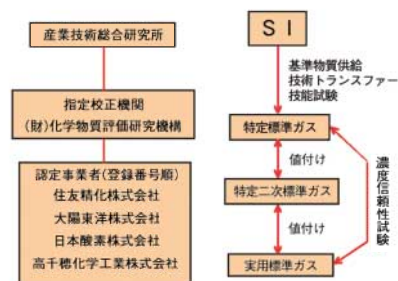 産業技術総合研究所
指定校正機関
(財)化学物質評価研究機構
認定事業者(登録番号順)
住友精化株式会社
大陽東洋株式会社
日本酸素株式会社
高千穂化学工業株式会社
SI
基準物質供給
技術トランスファー
技能試験
特定標準ガス
値付け
特定二次標準ガス
値付け
実用標準ガス
濃度信頼性試験